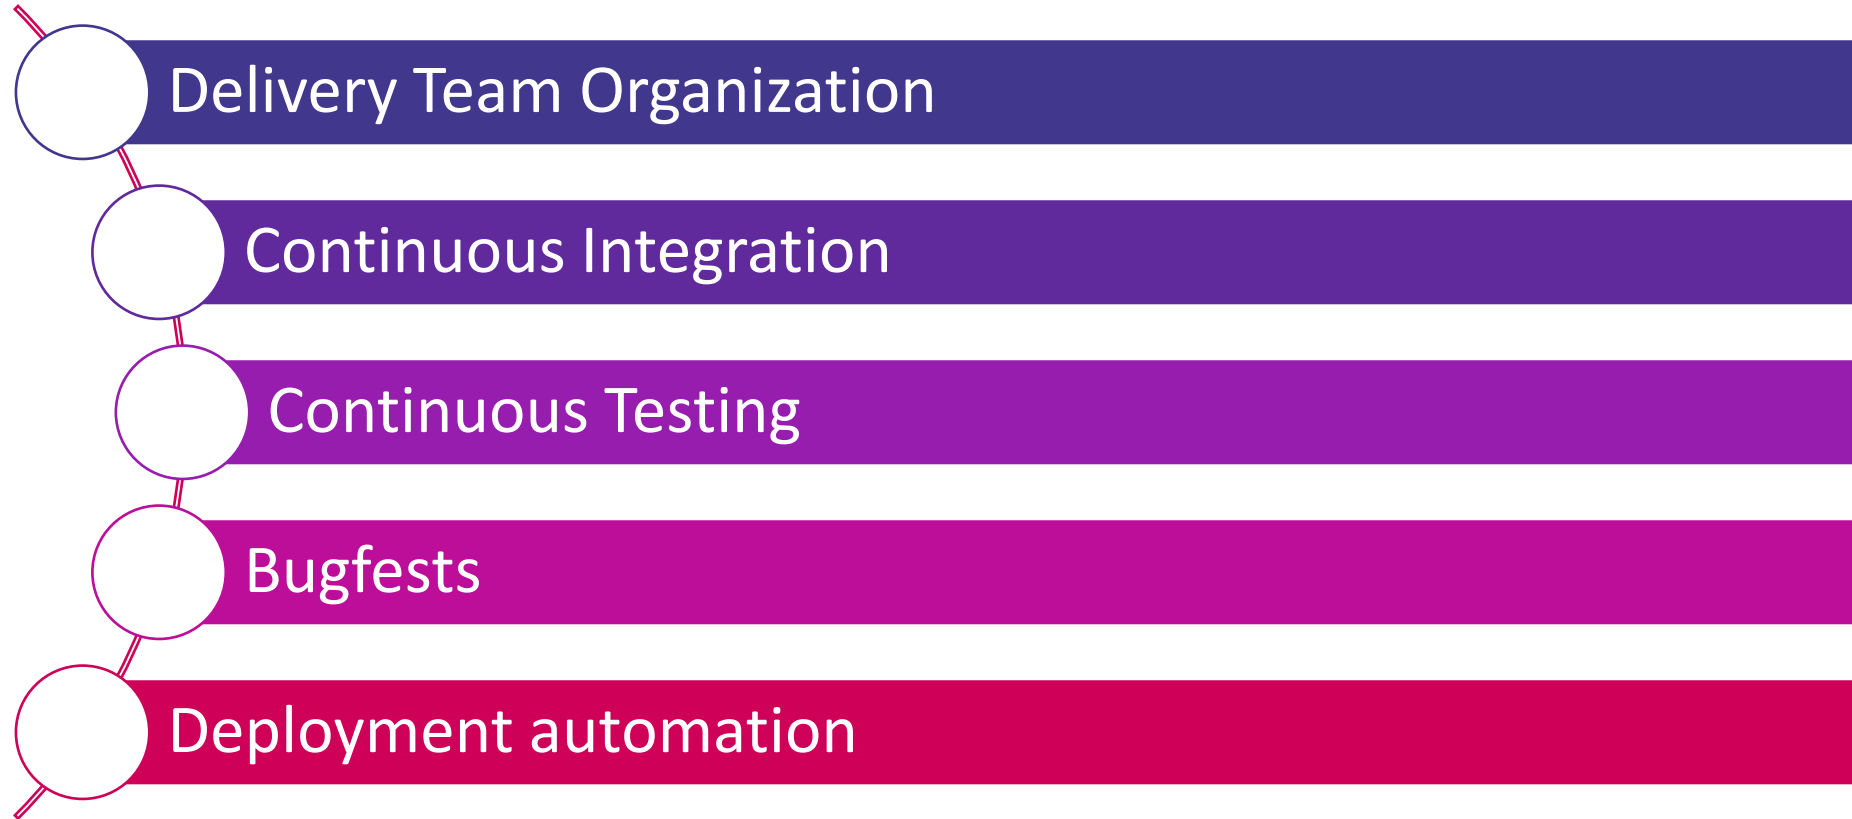 Delivery Team Organization
Continuous Integration
Continuous Testing
Bugfests
Deployment automation